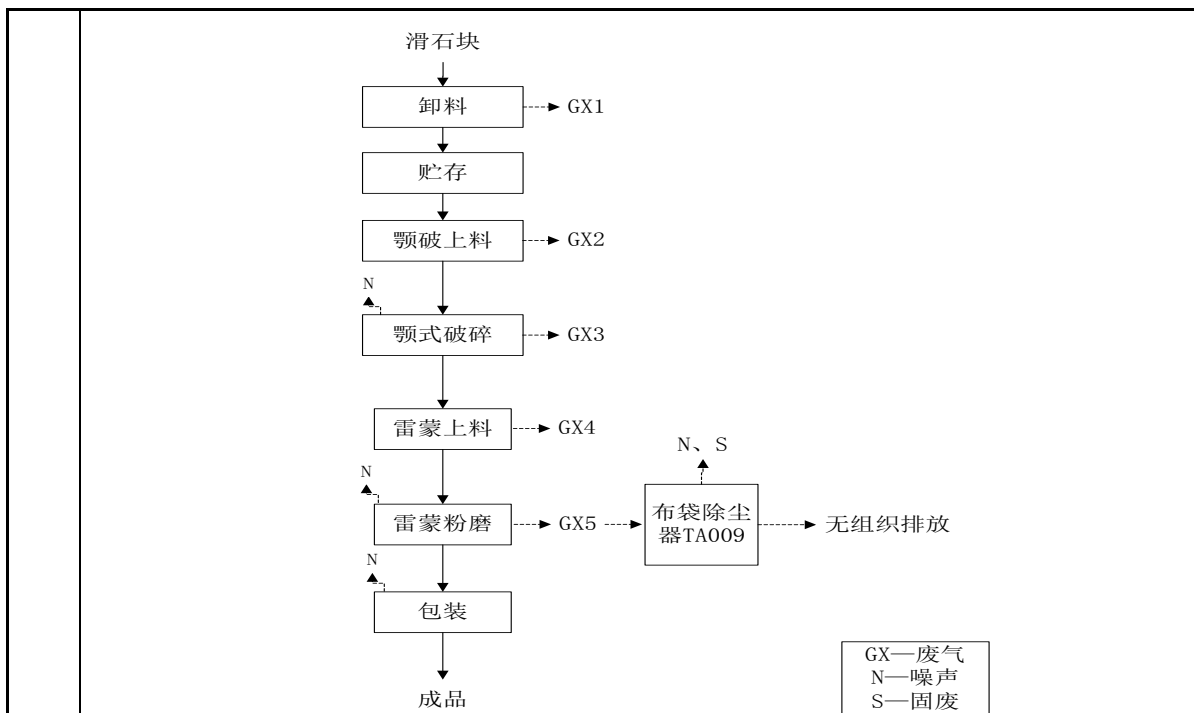 滑石块
卸料
GX1
贮存
颚破上料
GX2
N
颚式破碎
GX3
雷蒙上料
GX4
N、S
N
雷蒙粉磨
GX5
布袋除尘
器TA009
无组织排放
N
包装
成品
GX—废气
N—噪声
S—固废